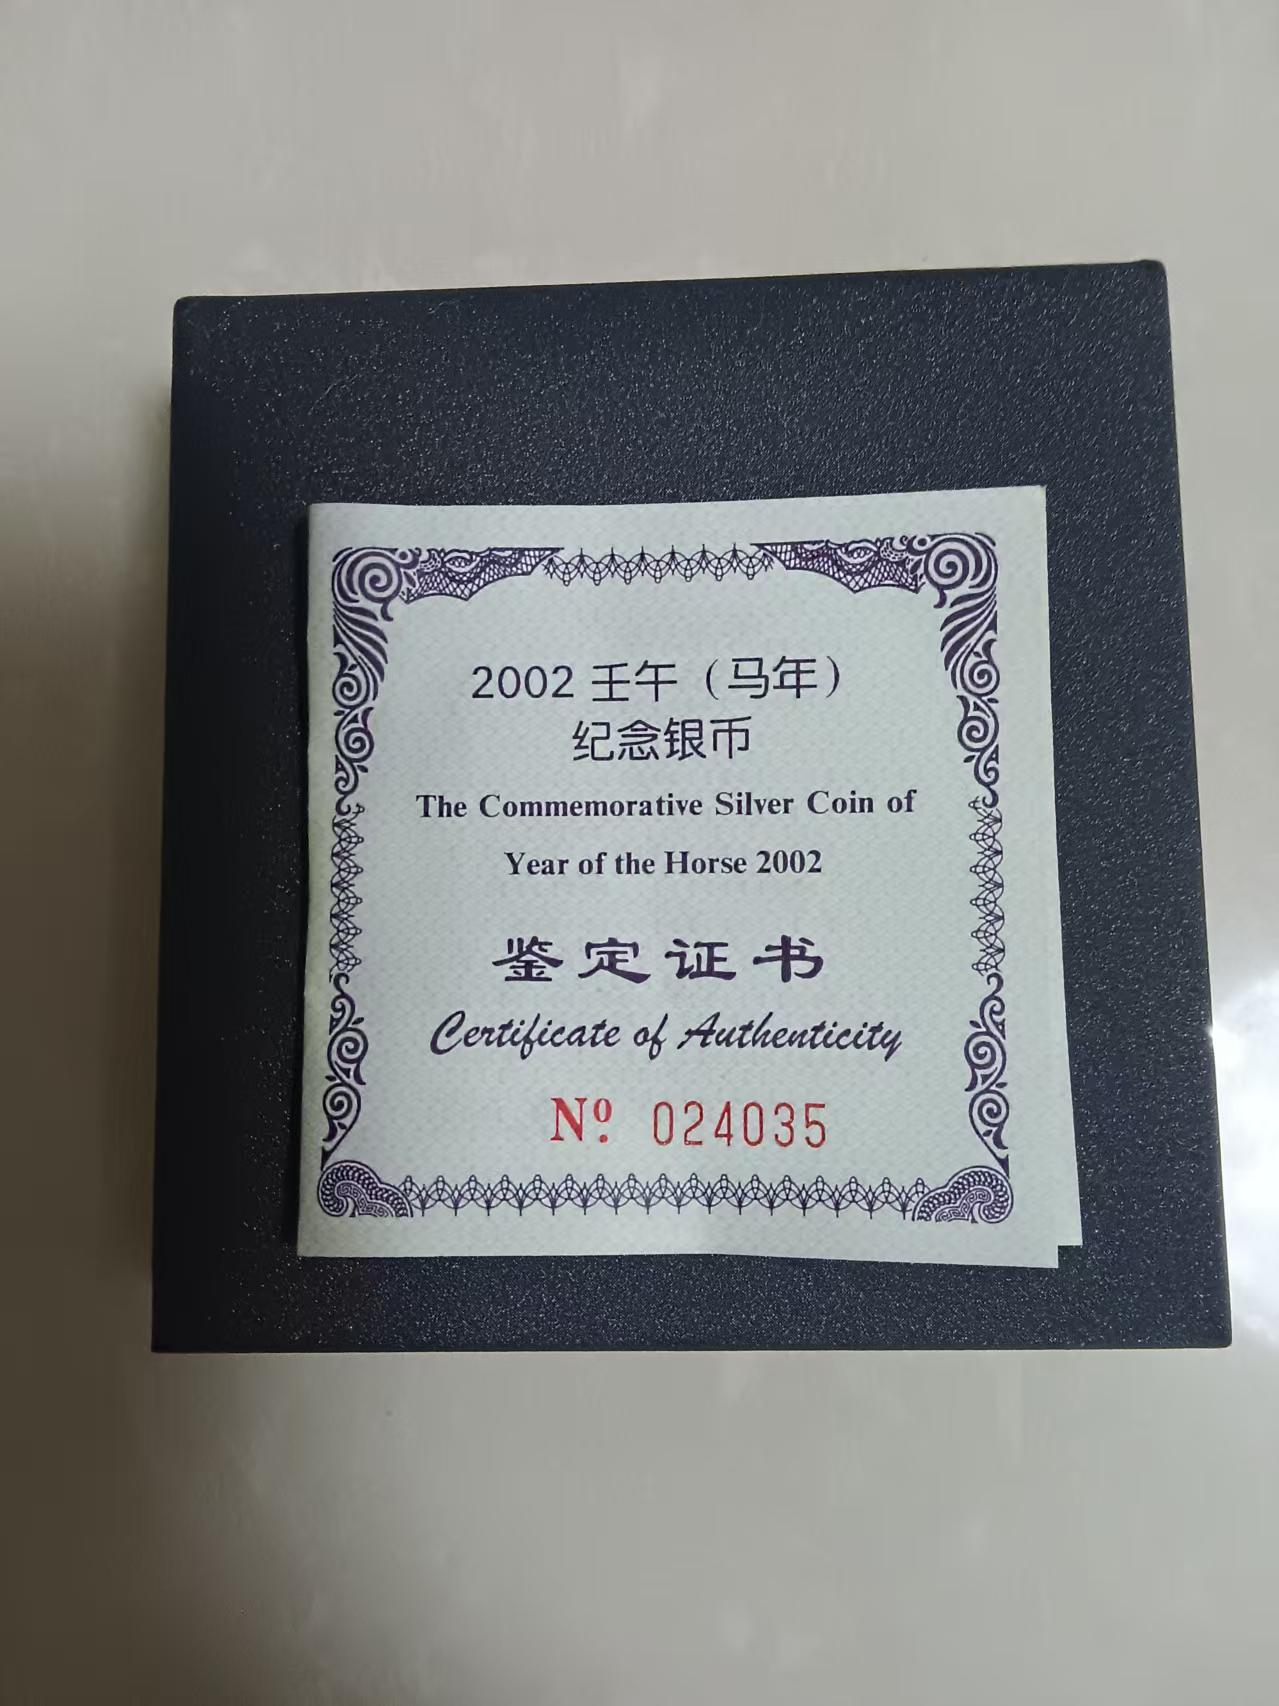 2002 壬午（马年）
纪念银币
The Commemorative Silver Coin of
Year of the Horse 2002
鉴定证书
Certificate of Authenticity
Nº 024035